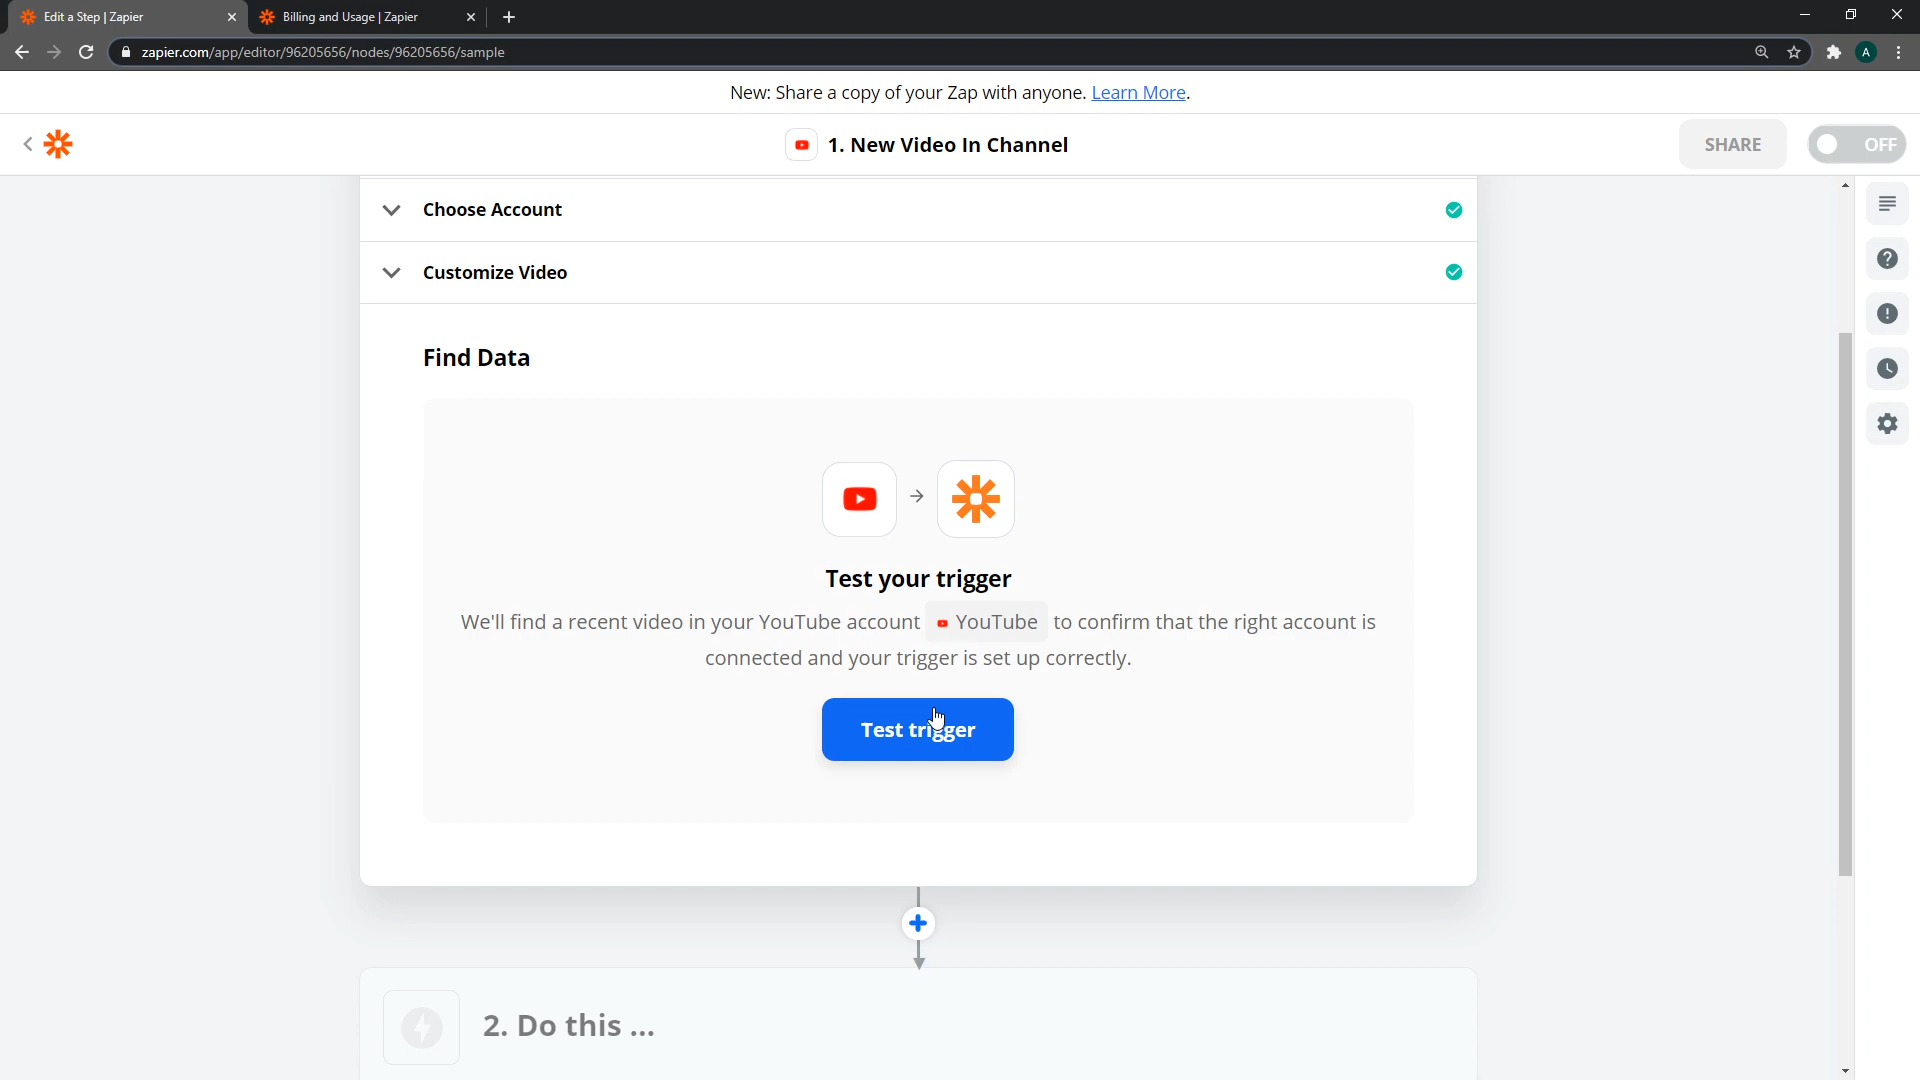 Edit a Step | Zapier
Billing and Usage | Zapier
zapier.com/app/editor/96205656/nodes/96205656/sample
A
New: Share a copy of your Zap with anyone. Learn More.
1. New Video In Channel
SHARE
OFF
Choose Account
Customize Video
Find Data
Test your trigger
We'll find a recent video in your YouTube account YouTube to confirm that the right account is
connected and your trigger is set up correctly.
Test trigger
2. Do this ...